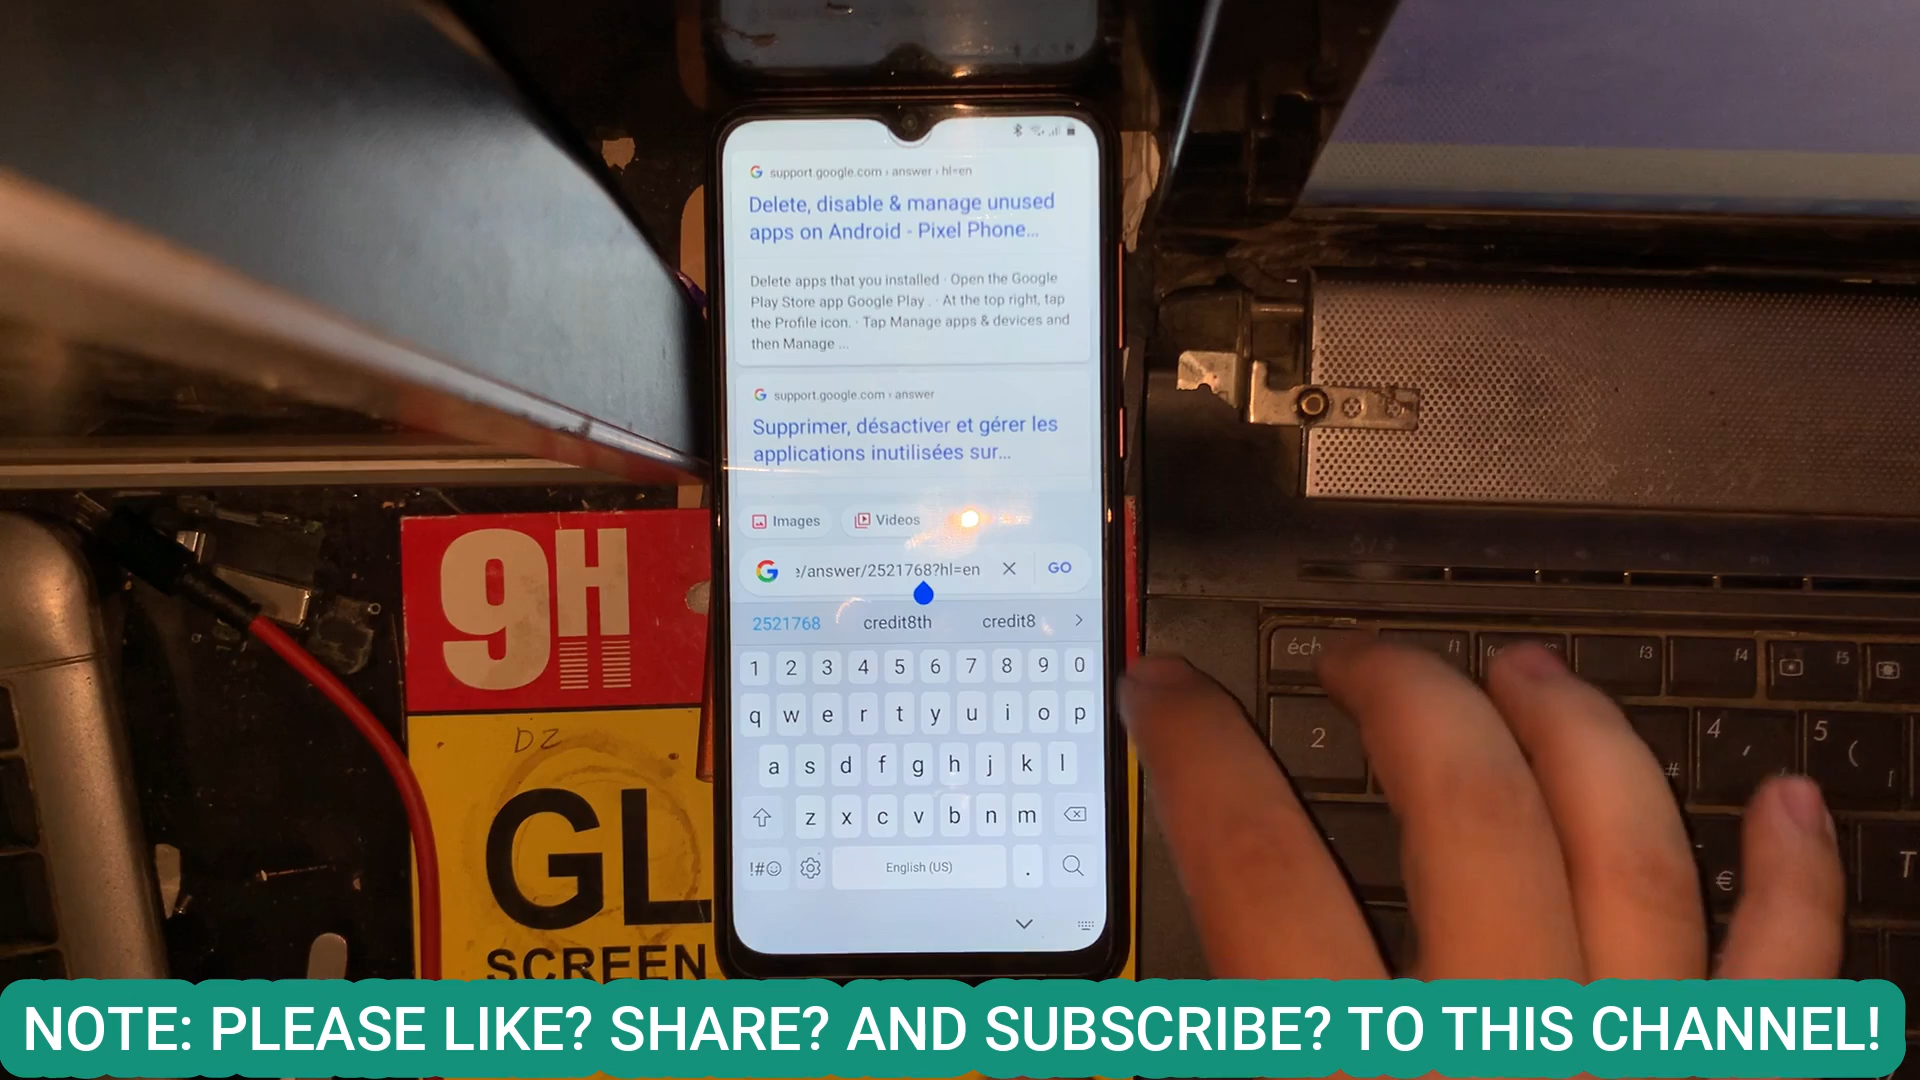 support.google.com › answer › hl=en
Delete, disable & manage unused
apps on Android - Pixel Phone...
Delete apps that you installed · Open the Google
Play Store app Google Play . · At the top right, tap
the Profile icon. · Tap Manage apps & devices and
then Manage ...
support.google.com › answer
Supprimer, désactiver et gérer les
applications inutilisées sur...
Images Videos
/answer/2521768?hl=en GO
2521768 credit8th credit8
1 2 3 4 5 6 7 8 9 0
q w e r t y u i o p
a s d f g h j k l
z x c v b n m
!#☺ English (US) .
9H
DZ
GL
SCREEN
éch f1 f3 f4 f5
2 4 5
' (
#
€ T
NOTE: PLEASE LIKE? SHARE? AND SUBSCRIBE? TO THIS CHANNEL!